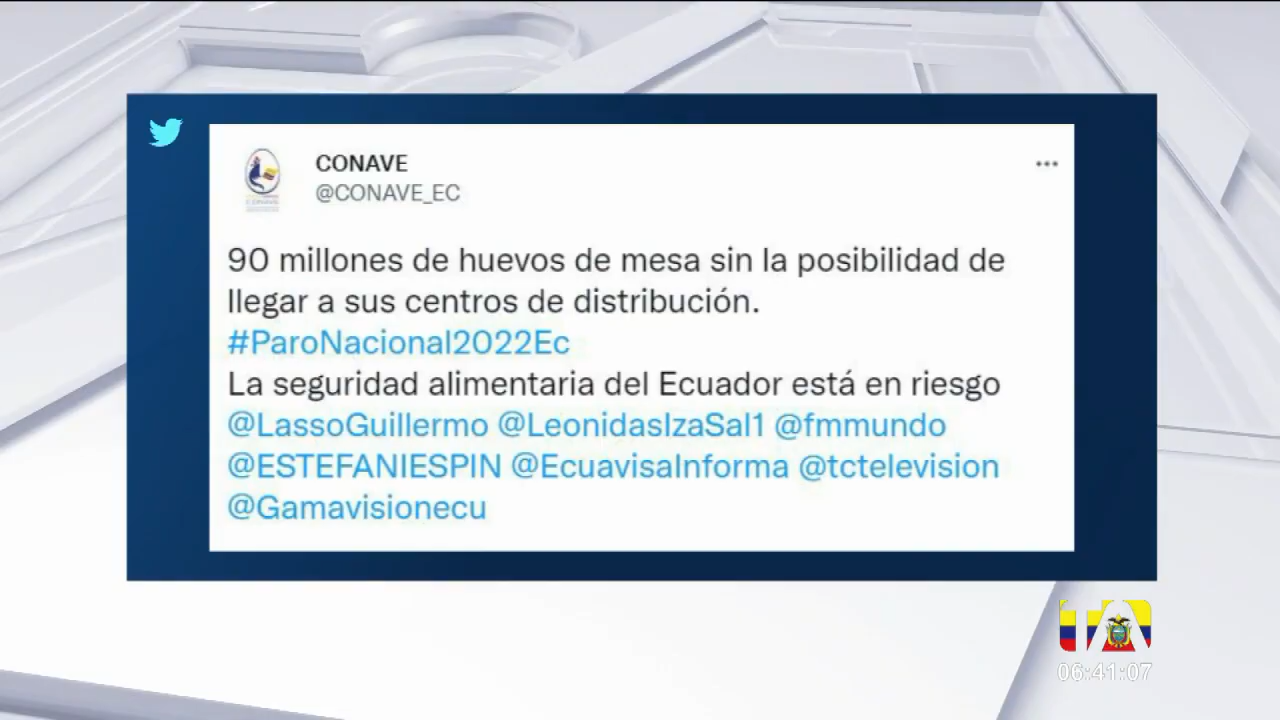 CONAVE
@CONAVE_EC
90 millones de huevos de mesa sin la posibilidad de
llegar a sus centros de distribución.
#ParoNacional2022Ec
La seguridad alimentaria del Ecuador está en riesgo
@LassoGuillermo @LeonidasIzaSal1 @fmmundo
@ESTEFANIESPIN @EcuavisaInforma @tctelevision
@Gamavisionecu
TA
06:41:07